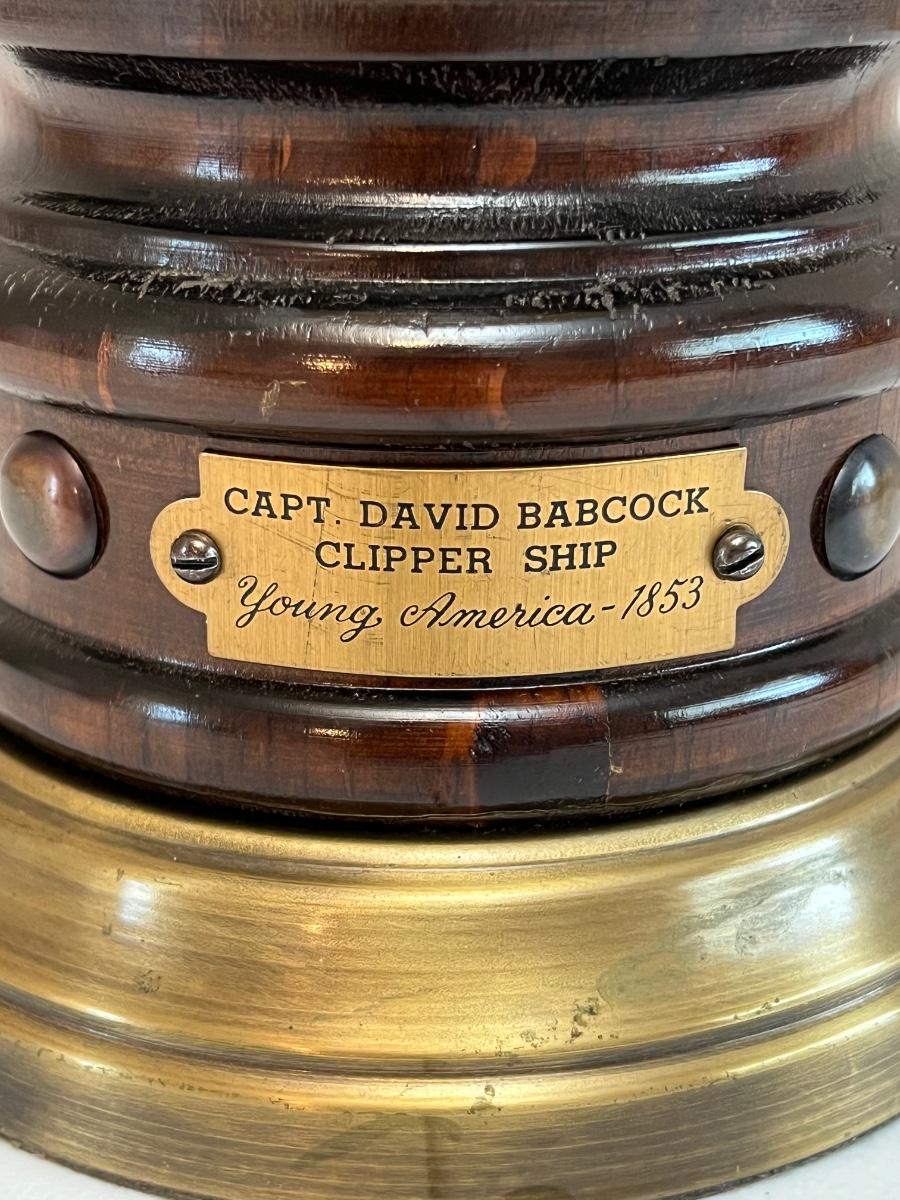 CAPT. DAVID BABCOCK
CLIPPER SHIP
Young America - 1853